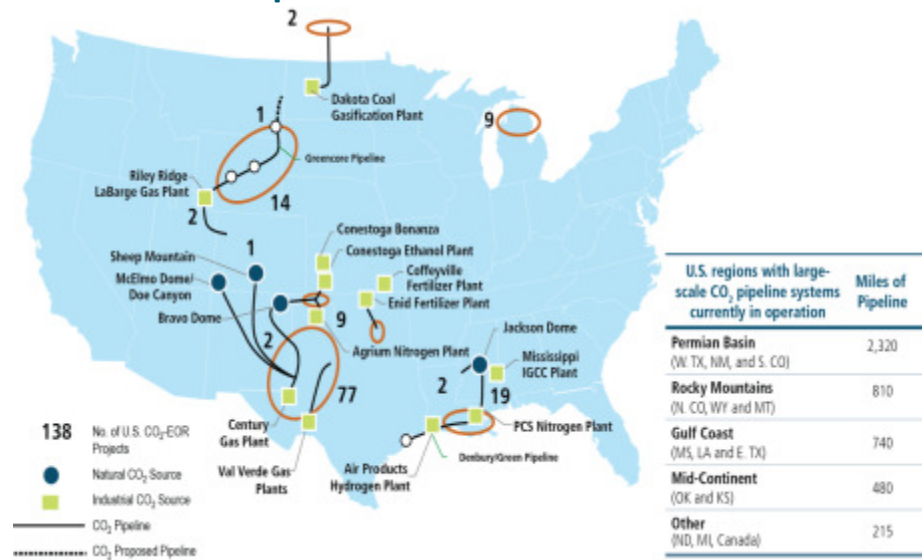 2
Dakota Coal
Gasification Plant
1
9
Greencore Pipeline
Riley Ridge
LaBarge Gas Plant
14
2
Conestoga Bonanza
1
Conestoga Ethanol Plant
Sheep Mountain
Coffeyville
Fertilizer Plant
McElmo Dome/
Doe Canyon
Enid Fertilizer Plant
Bravo Dome
9
Jackson Dome
2
Agrium Nitrogen Plant
Mississippi
IGCC Plant
2
77
19
Century
Gas Plant
PCS Nitrogen Plant
Val Verde Gas
Plants
Air Products
Hydrogen Plant
Denbury/Green Pipeline
138 No. of U.S. CO₂-EOR
Projects
Natural CO₂ Source
Industrial CO₂ Source
CO₂ Pipeline
CO₂ Proposed Pipeline
U.S. regions with large-
scale CO₂ pipeline systems
currently in operation
Miles of
Pipeline
Permian Basin
(W. TX, NM, and S. CO)
2,320
Rocky Mountains
(N. CO, WY and MT)
810
Gulf Coast
(MS, LA and E. TX)
740
Mid-Continent
(OK and KS)
480
Other
(ND, MI, Canada)
215